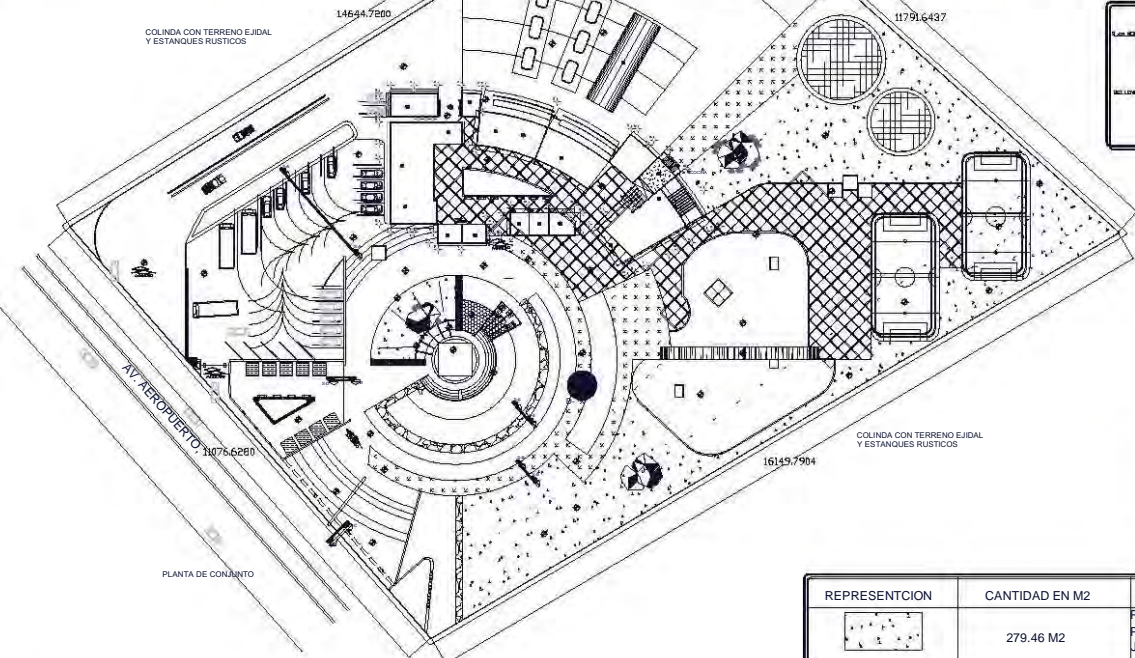 14644.7200
11791.6437
COLINDA CON TERRENO EJIDAL
Y ESTANQUES RUSTICOS
AV. AEROPUERTO
11076.6280
COLINDA CON TERRENO EJIDAL
Y ESTANQUES RUSTICOS
16149.7904
PLANTA DE CONJUNTO
REPRESENTCION
CANTIDAD EN M2
279.46 M2